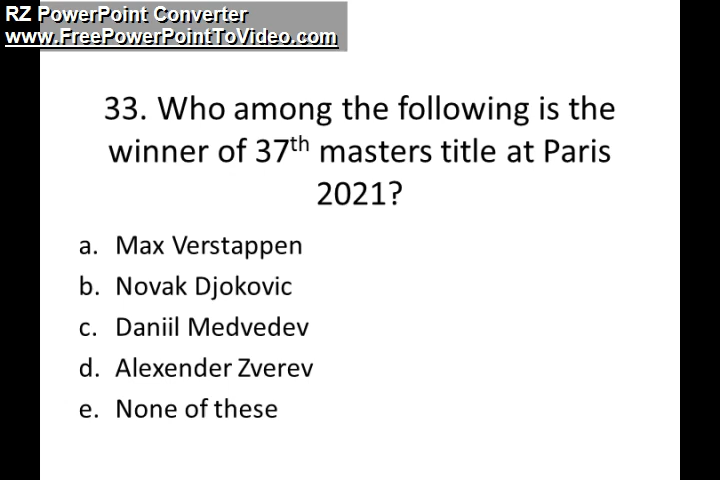 RZ PowerPoint Converter
www.FreePowerPointToVideo.com
33. Who among the following is the
winner of 37th masters title at Paris
2021?
a. Max Verstappen
b. Novak Djokovic
c. Daniil Medvedev
d. Alexender Zverev
e. None of these